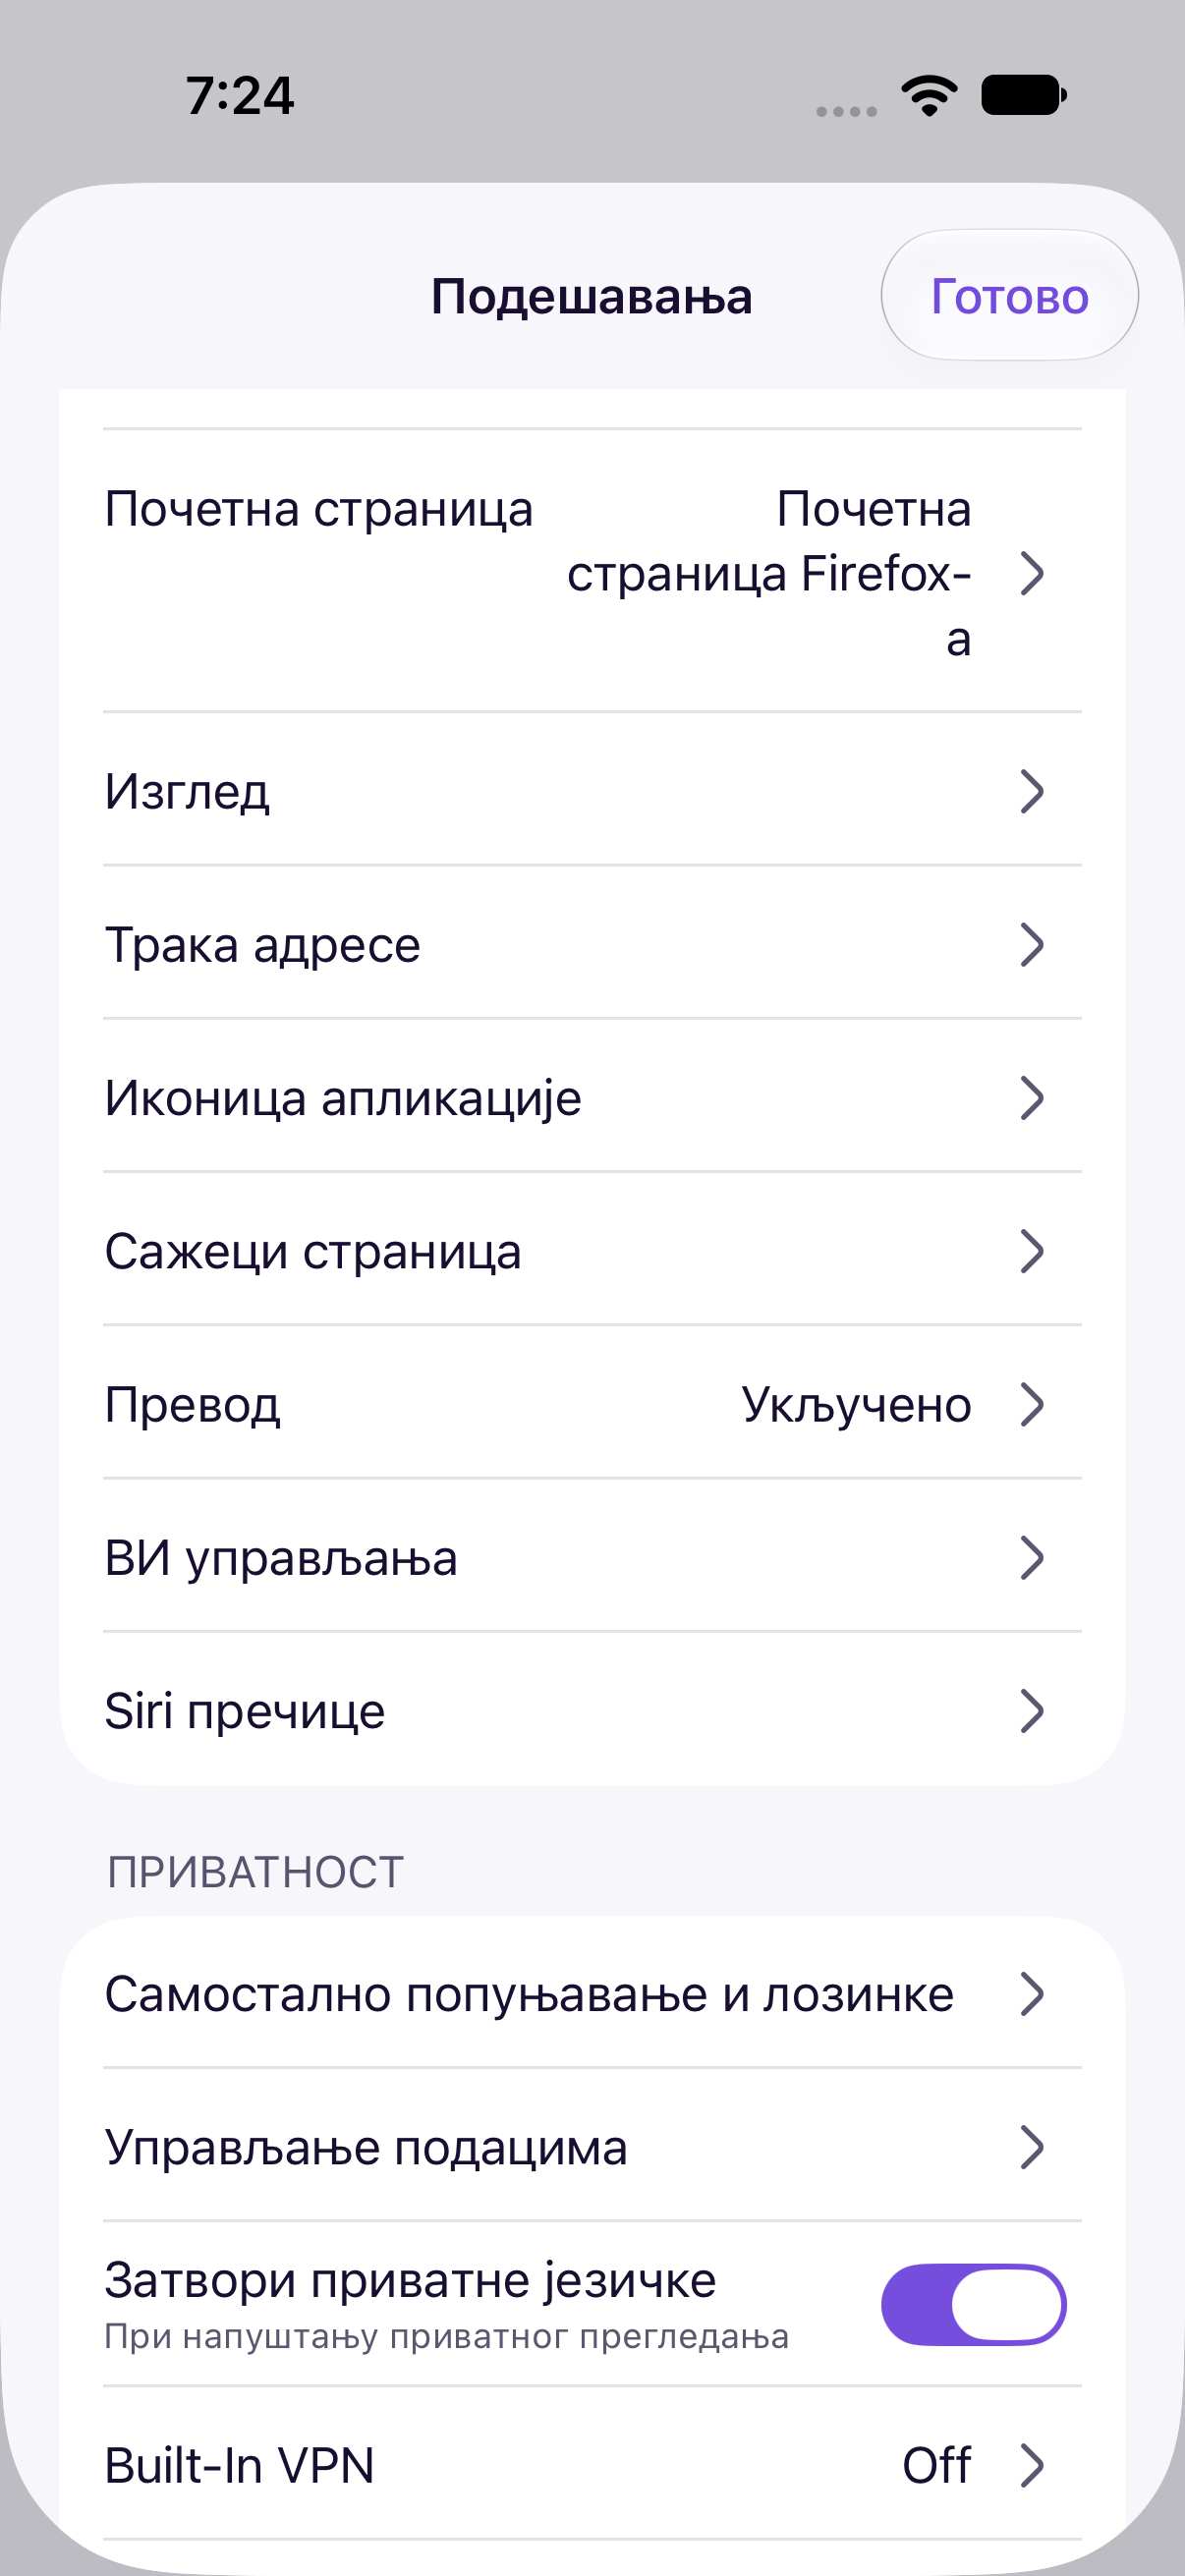 7:24
Подешавања
Готово
Почетна страница
Почетна
страница Firefox-
а
Изглед
Трака адресе
Иконица апликације
Сажеци страница
Превод
Укључено
ВИ управљања
Siri пречице
ПРИВАТНОСТ
Самостално попуњавање и лозинке
Управљање подацима
Затвори приватне језичке
При напуштању приватног прегледања
Built-In VPN
Off